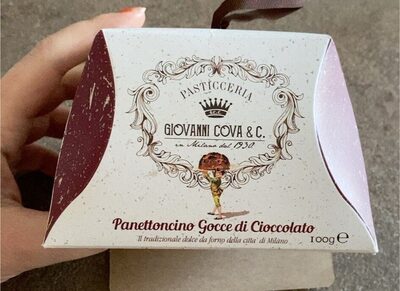 PASTICCERIA
G.C.C.
GIOVANNI COVA & C.
in Milano dal 1930
Panettoncino Gocce di Cioccolato
Il tradizionale dolce da forno della citta' di Milano
100g e